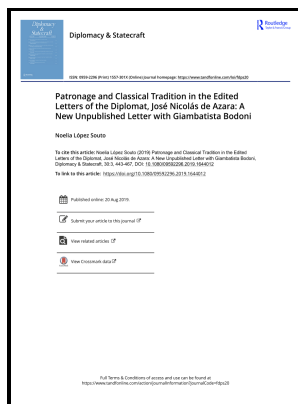 Diplomacy & Statecraft
Routledge
ISSN: 0959-2296 (Print) 1557-301X (Online) Journal homepage: https://www.tandfonline.com/loi/fdps20
Patronage and Classical Tradition in the Edited
Letters of the Diplomat, José Nicolás de Azara: A
New Unpublished Letter with Giambatista Bodoni
Noelia López Souto
To cite this article: Noelia López Souto (2019) Patronage and Classical Tradition in the Edited
Letters of the Diplomat, José Nicolás de Azara: A New Unpublished Letter with Giambatista Bodoni,
Diplomacy & Statecraft, 30:3, 443-467, DOI: 10.1080/09592296.2019.1644012
To link to this article: https://doi.org/10.1080/09592296.2019.1644012
Published online: 20 Aug 2019.
Submit your article to this journal
View related articles
View Crossmark data
Full Terms & Conditions of access and use can be found at
https://www.tandfonline.com/action/journalInformation?journalCode=fdps20